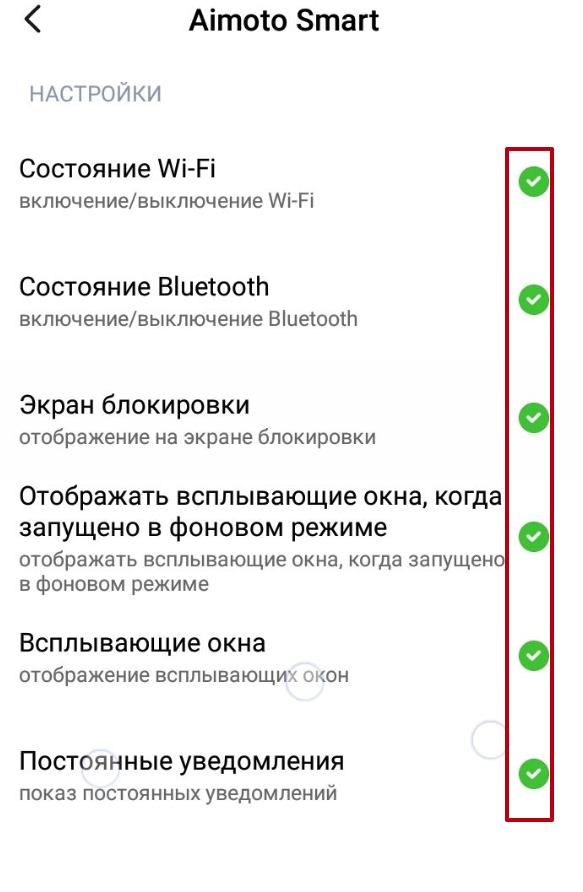 Aimoto Smart
НАСТРОЙКИ
Состояние Wi-Fi
включение/выключение Wi-Fi
Состояние Bluetooth
включение/выключение Bluetooth
Экран блокировки
отображение на экране блокировки
Отображать всплывающие окна, когда
запущено в фоновом режиме
отображать всплывающие окна, когда запущено
в фоновом режиме
Всплывающие окна
отображение всплывающих окон
Постоянные уведомления
показ постоянных уведомлений